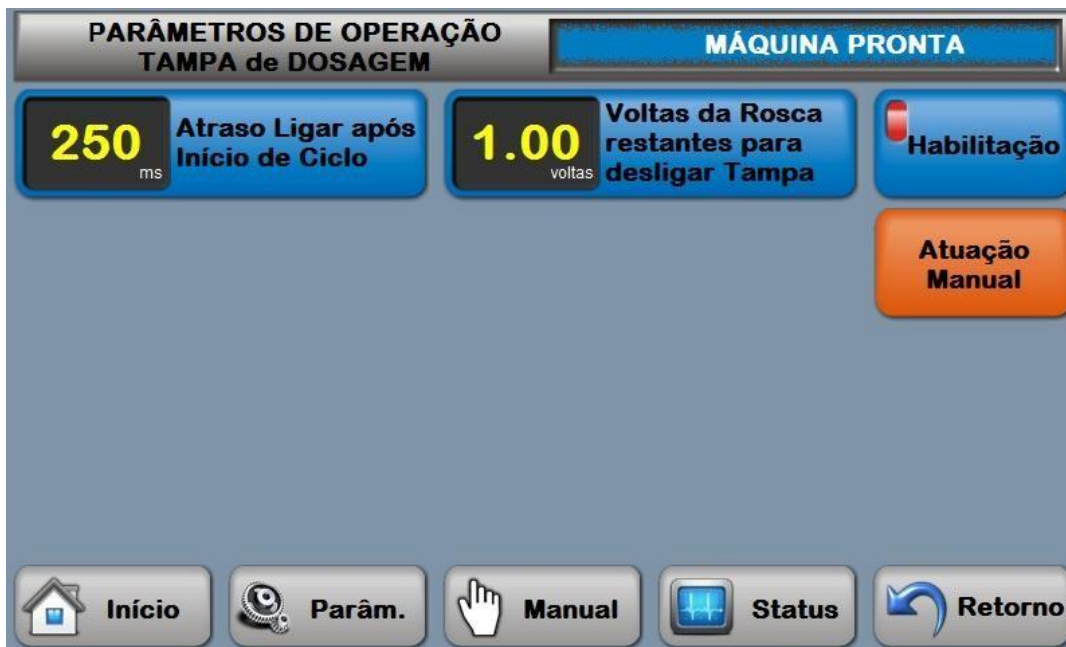 PARÂMETROS DE OPERAÇÃO
TAMPA de DOSAGEM
MÁQUINA PRONTA
250
ms
Atraso Ligar após
Início de Ciclo
1.00
voltas
Voltas da Rosca
restantes para
desligar Tampa
Habilitação
Atuação
Manual
Início
Parâm.
Manual
Status
Retorno